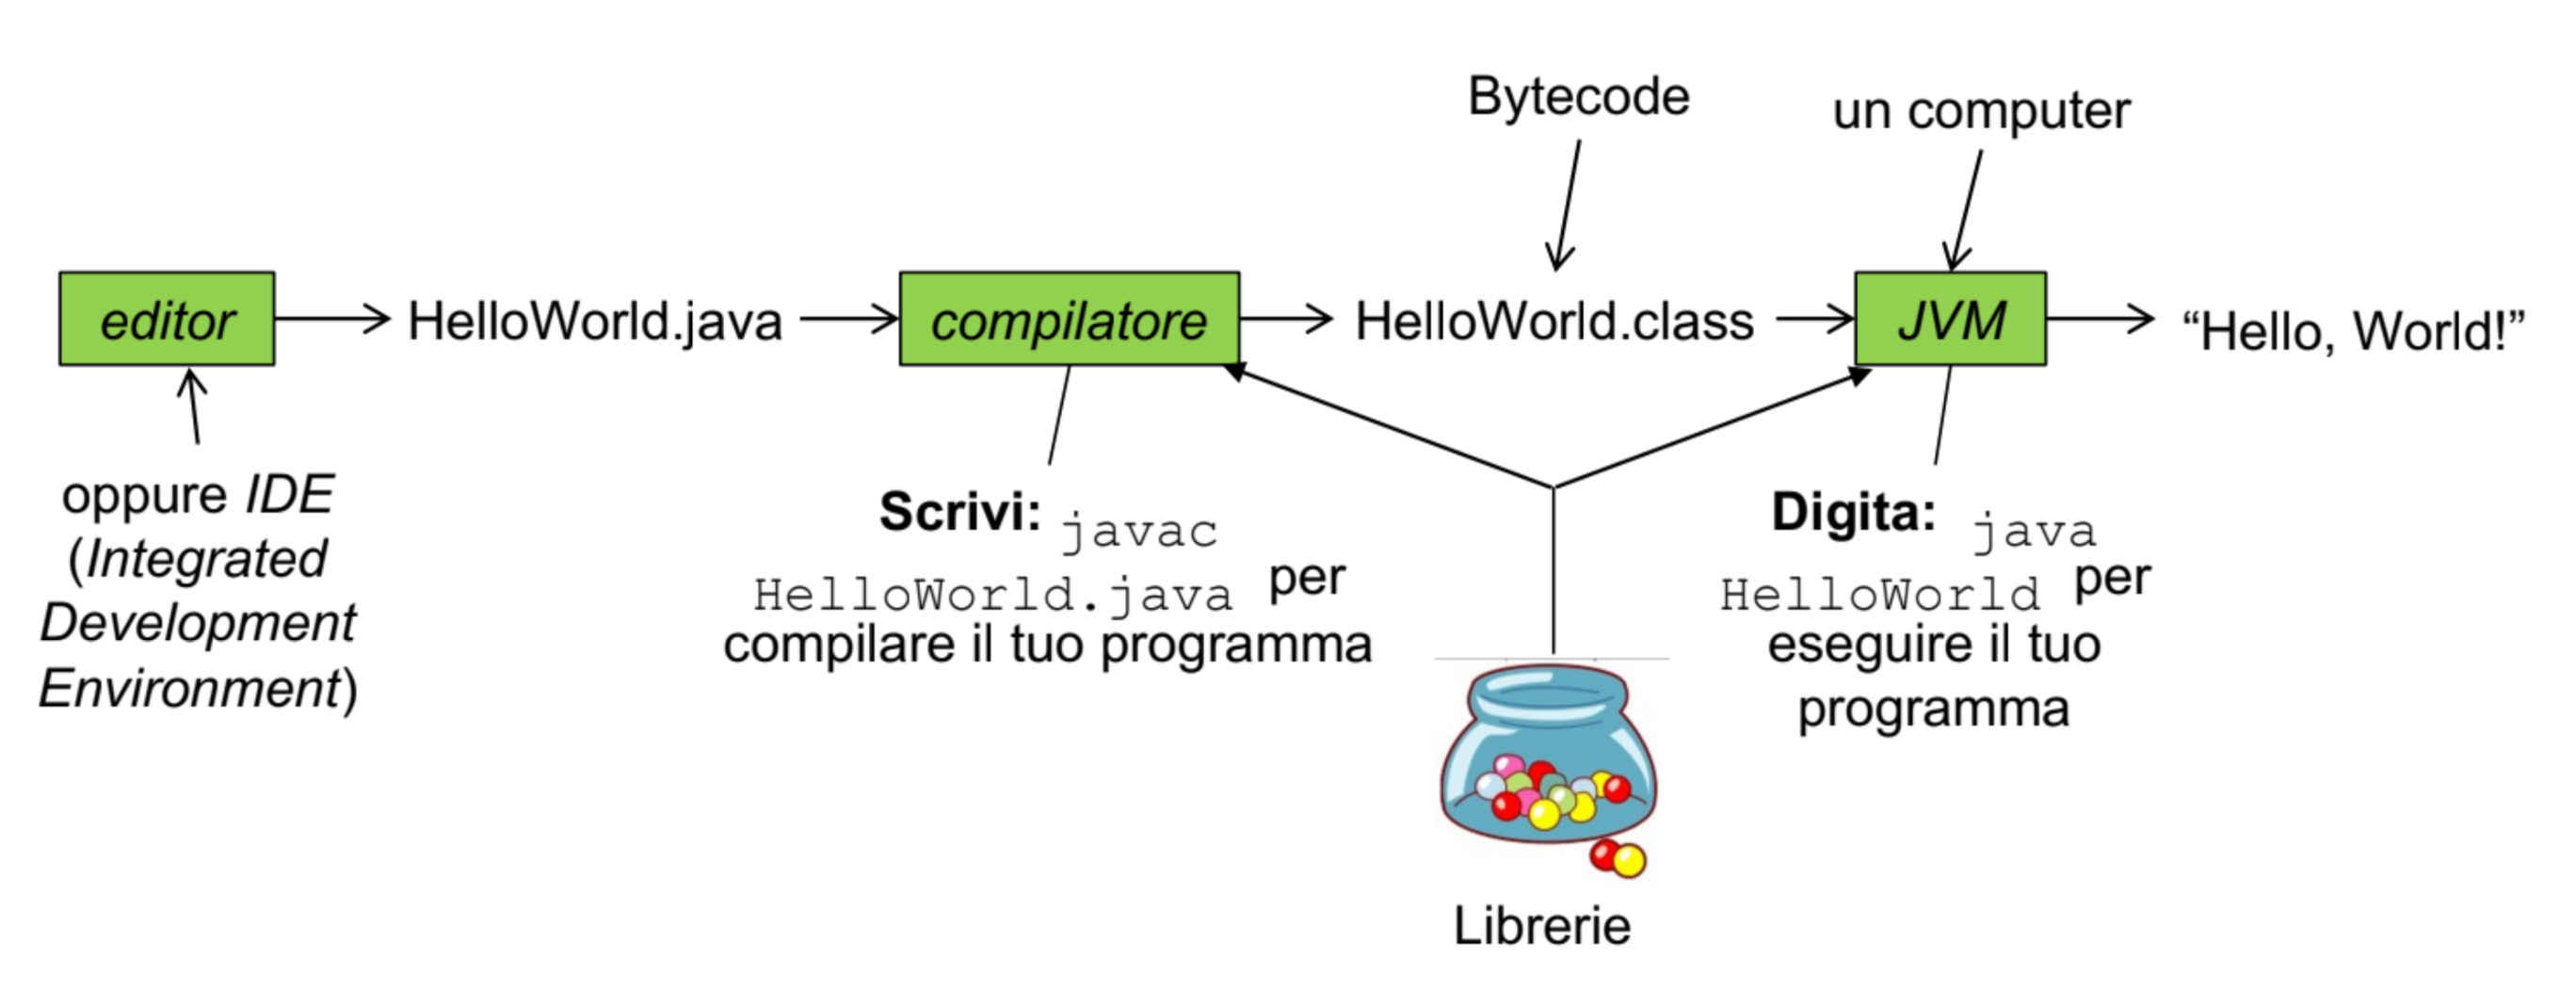 Bytecode
un computer
editor
HelloWorld.java
compilatore
HelloWorld.class
JVM
“Hello, World!”
oppure IDE
(Integrated
Development
Environment)
Scrivi: javac
HelloWorld.java per
compilare il tuo programma
Digita: java
HelloWorld per
eseguire il tuo
programma
Librerie